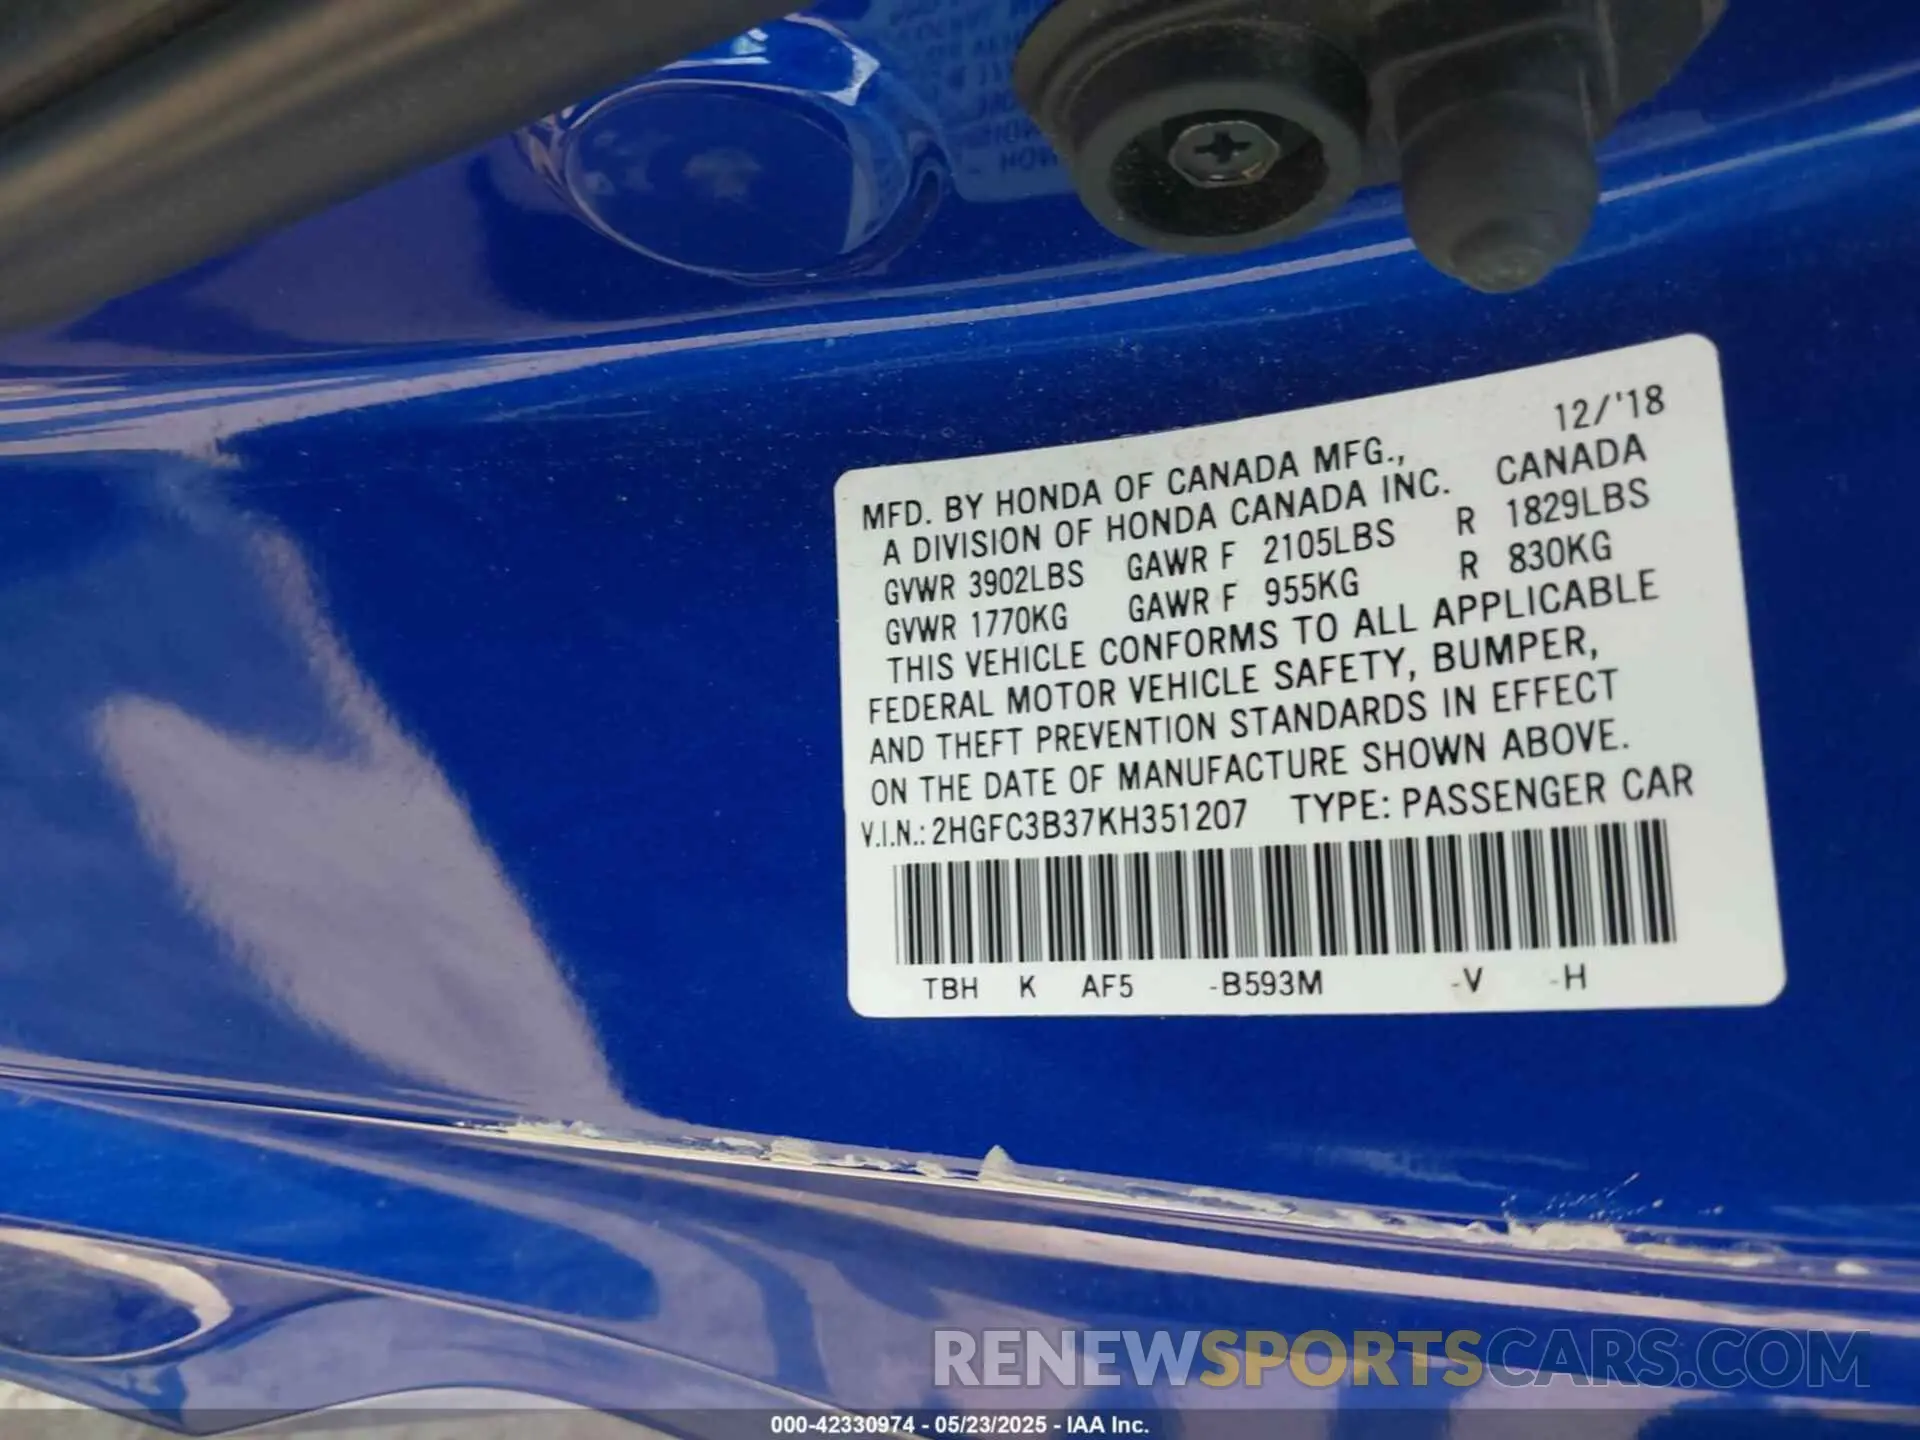 12/'18
MFD. BY HONDA OF CANADA MFG.,
A DIVISION OF HONDA CANADA INC. CANADA
GVWR 3902LBS GAWR F 2105LBS R 1829LBS
GVWR 1770KG GAWR F 955KG R 830KG
THIS VEHICLE CONFORMS TO ALL APPLICABLE
FEDERAL MOTOR VEHICLE SAFETY, BUMPER,
AND THEFT PREVENTION STANDARDS IN EFFECT
ON THE DATE OF MANUFACTURE SHOWN ABOVE.
V.I.N.: 2HGFC3B37KH351207 TYPE: PASSENGER CAR
TBH K AF5 -B593M -V -H
RENEWSPORTSCARS.COM
000-42330974 - 05/23/2025 - IAA Inc.